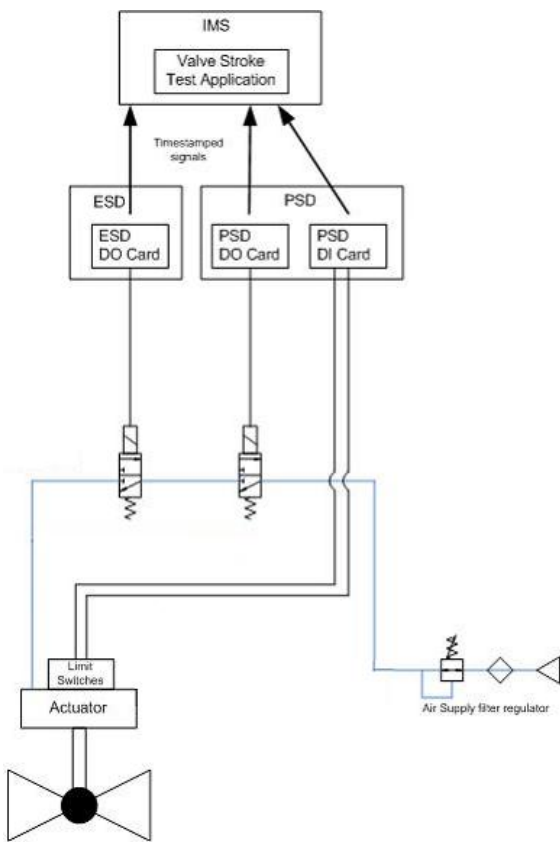 IMS
Valve Stroke
Test Application
Timestamped
signals
ESD
PSD
ESD
DO Card
PSD
DO Card
PSD
DI Card
Limit
Switches
Actuator
Air Supply filter regulator